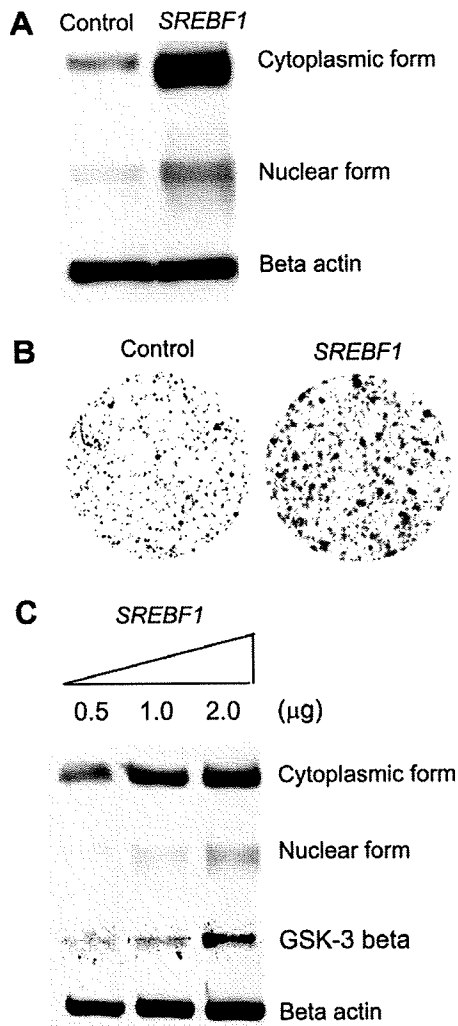 A
Control SREBF1
Cytoplasmic form
Nuclear form
Beta actin
B
Control SREBF1
C
SREBF1
0.5 1.0 2.0 (μg)
Cytoplasmic form
Nuclear form
GSK-3 beta
Beta actin